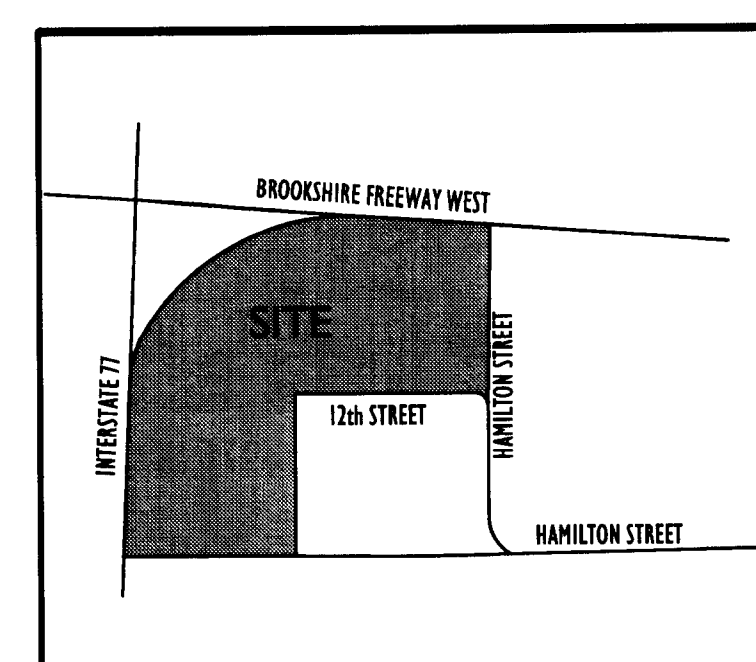 BROOKSHIRE FREEWAY WEST
SITE
INTERSTATE 77
HAMILTON STREET
12th STREET
HAMILTON STREET